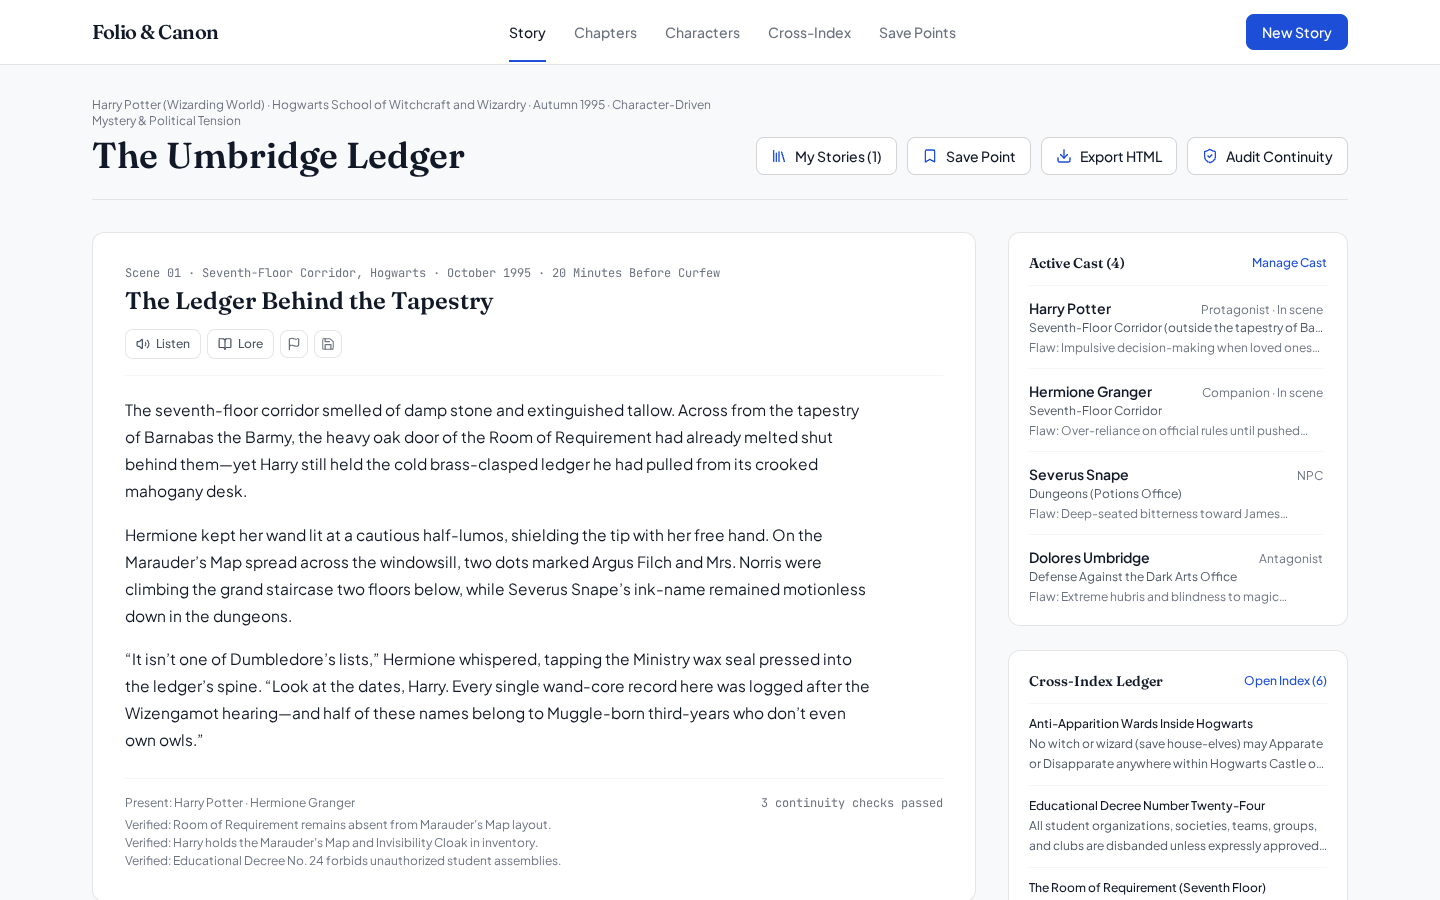 Folio & Canon
Story
Chapters
Characters
Cross-Index
Save Points
New Story
Harry Potter (Wizarding World) · Hogwarts School of Witchcraft and Wizardry · Autumn 1995 · Character-Driven
Mystery & Political Tension
The Umbridge Ledger
My Stories (1)
Save Point
Export HTML
Audit Continuity
Scene 01 · Seventh-Floor Corridor, Hogwarts · October 1995 · 20 Minutes Before Curfew
The Ledger Behind the Tapestry
Listen
Lore
The seventh-floor corridor smelled of damp stone and extinguished tallow. Across from the tapestry
of Barnabas the Barmy, the heavy oak door of the Room of Requirement had already melted shut
behind them—yet Harry still held the cold brass-clasped ledger he had pulled from its crooked
mahogany desk.
Hermione kept her wand lit at a cautious half-lumos, shielding the tip with her free hand. On the
Marauder’s Map spread across the windowsill, two dots marked Argus Filch and Mrs. Norris were
climbing the grand staircase two floors below, while Severus Snape’s ink-name remained motionless
down in the dungeons.
“It isn’t one of Dumbledore’s lists,” Hermione whispered, tapping the Ministry wax seal pressed into
the ledger’s spine. “Look at the dates, Harry. Every single wand-core record here was logged after the
Wizengamot hearing—and half of these names belong to Muggle-born third-years who don’t even
own owls.”
Present: Harry Potter · Hermione Granger
3 continuity checks passed
Verified: Room of Requirement remains absent from Marauder’s Map layout.
Verified: Harry holds the Marauder’s Map and Invisibility Cloak in inventory.
Verified: Educational Decree No. 24 forbids unauthorized student assemblies.
Active Cast (4)
Manage Cast
Harry Potter
Protagonist · In scene
Seventh-Floor Corridor (outside the tapestry of Ba…
Flaw: Impulsive decision-making when loved ones…
Hermione Granger
Companion · In scene
Seventh-Floor Corridor
Flaw: Over-reliance on official rules until pushed…
Severus Snape
NPC
Dungeons (Potions Office)
Flaw: Deep-seated bitterness toward James…
Dolores Umbridge
Antagonist
Defense Against the Dark Arts Office
Flaw: Extreme hubris and blindness to magic…
Cross-Index Ledger
Open Index (6)
Anti-Apparition Wards Inside Hogwarts
No witch or wizard (save house-elves) may Apparate
or Disapparate anywhere within Hogwarts Castle o…
Educational Decree Number Twenty-Four
All student organizations, societies, teams, groups,
and clubs are disbanded unless expressly approved…
The Room of Requirement (Seventh Floor)